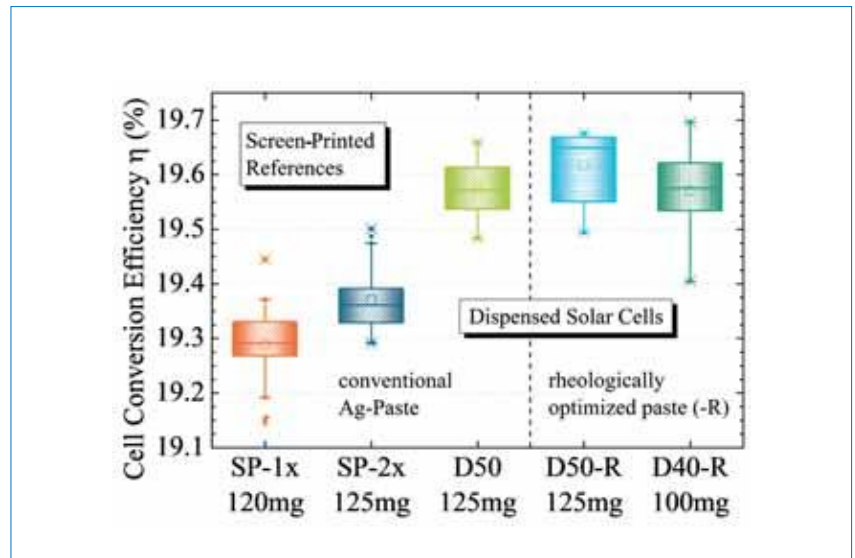 Cell Conversion Efficiency η (%)
19.7
19.6
19.5
19.4
19.3
19.2
19.1
Screen-Printed
References
Dispensed Solar Cells
conventional
Ag-Paste
rheologically
optimized paste (-R)
SP-1x SP-2x D50 D50-R D40-R
120mg 125mg 125mg 125mg 100mg